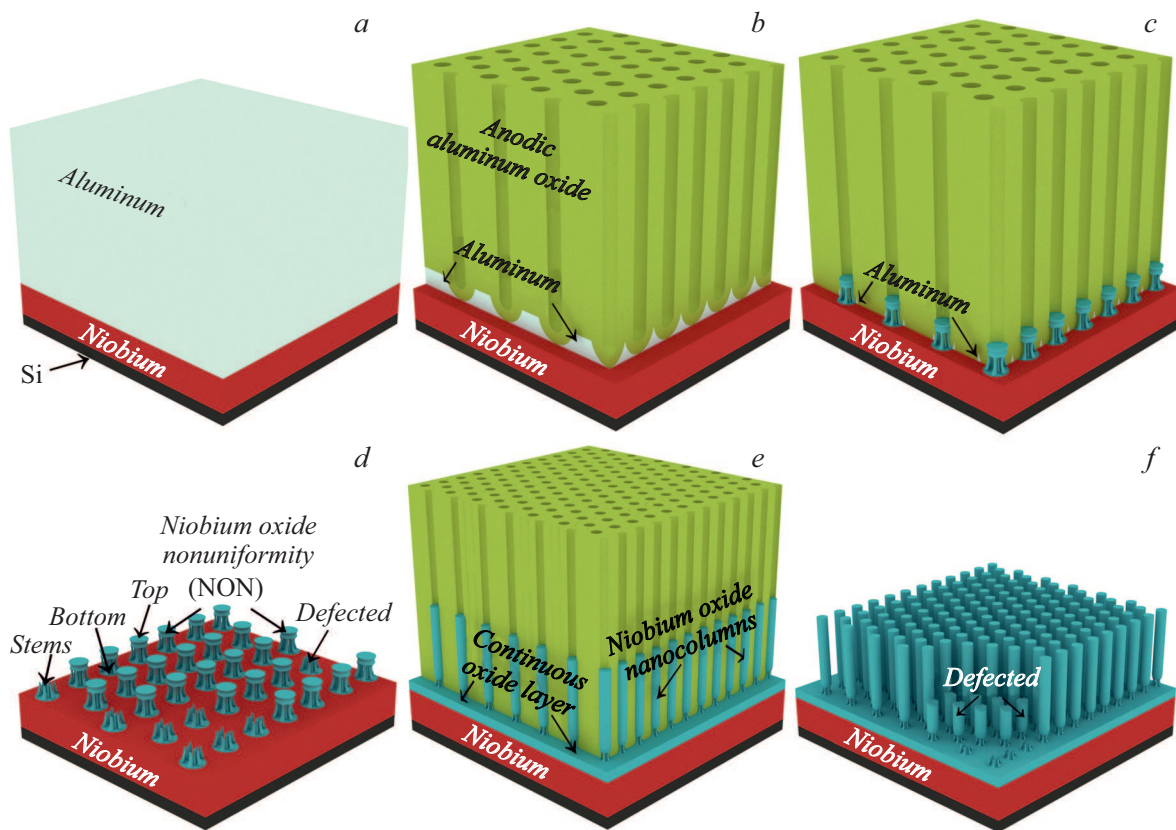 a
Aluminum
Niobium
Si
b
Anodic
aluminum oxide
Aluminum
Niobium
c
Aluminum
Niobium
d
Niobium oxide
nonuniformity
(NON)
Top
Defected
Bottom
Stems
Niobium
e
Niobium oxide
nanocolumns
Continuous
oxide layer
Niobium
f
Defected
Niobium